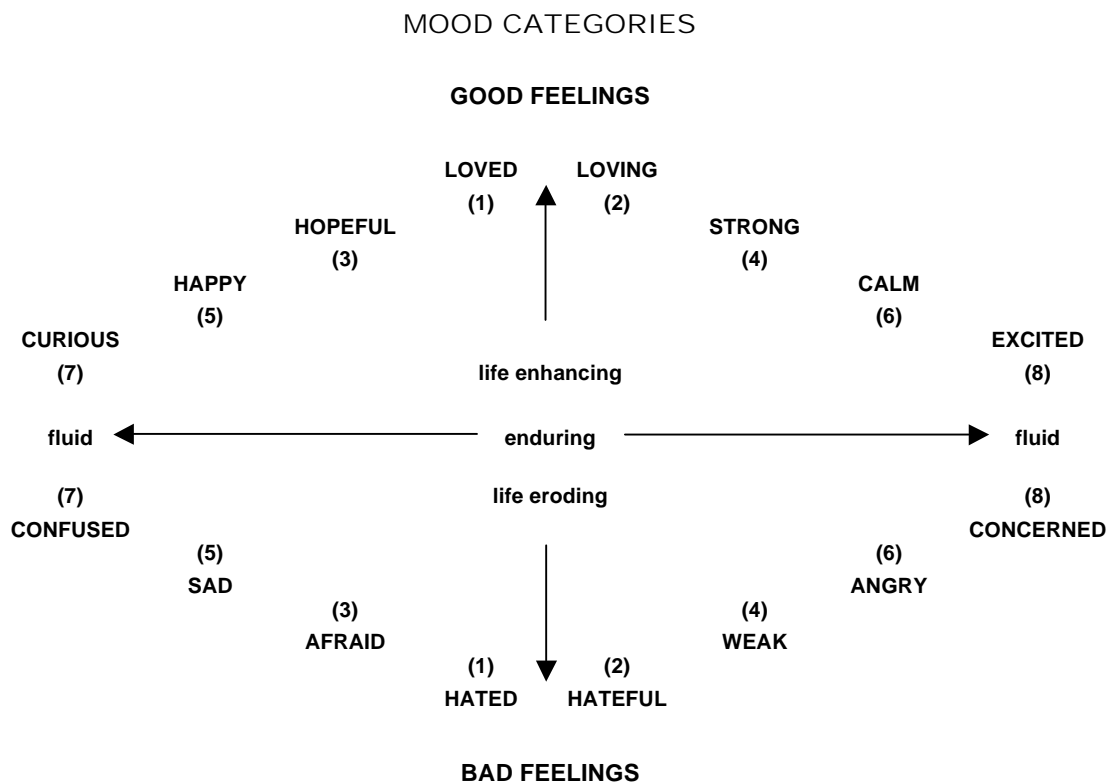 MOOD CATEGORIES
GOOD FEELINGS
LOVED LOVING
(1) (2)
HOPEFUL STRONG
(3) (4)
HAPPY CALM
(5) (6)
CURIOUS EXCITED
(7) life enhancing (8)
fluid enduring fluid
(7) life eroding (8)
CONFUSED CONCERNED
(5) (6)
SAD ANGRY
(3) (4)
AFRAID WEAK
(1) (2)
HATED HATEFUL
BAD FEELINGS